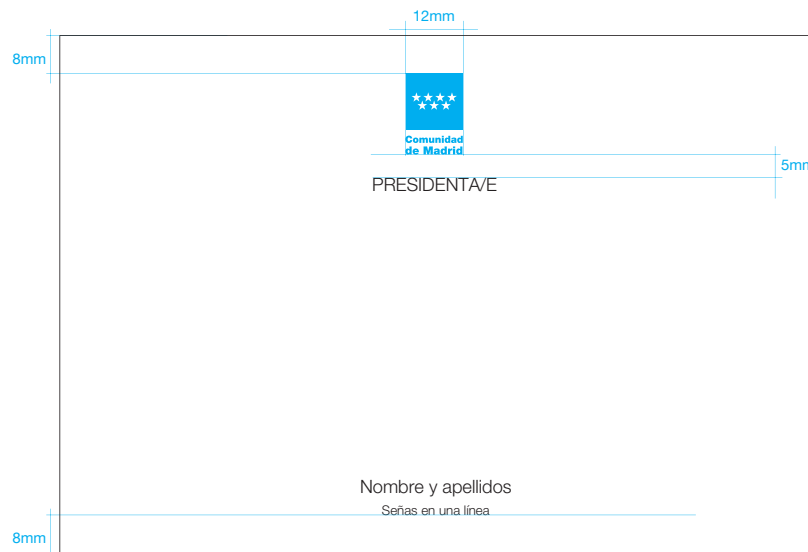 12mm
8mm
Comunidad
de Madrid
5mm
PRESIDENTA/E
Nombre y apellidos
Señas en una línea
8mm